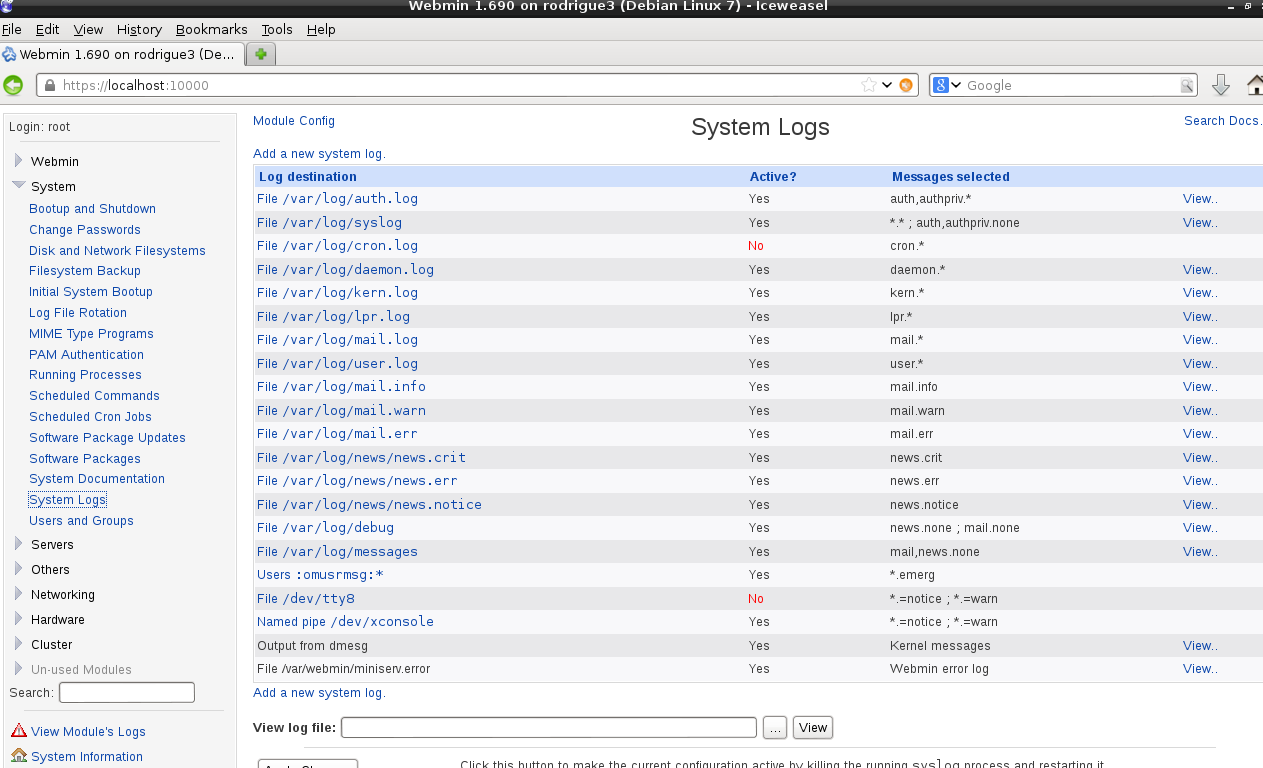 Webmin 1.690 on rodrigue3 (Debian Linux 7) - Iceweasel
File Edit View History Bookmarks Tools Help
Webmin 1.690 on rodrigue3 (De...
https://localhost:10000
Google
Login: root
Webmin
System
Bootup and Shutdown
Change Passwords
Disk and Network Filesystems
Filesystem Backup
Initial System Bootup
Log File Rotation
MIME Type Programs
PAM Authentication
Running Processes
Scheduled Commands
Scheduled Cron Jobs
Software Package Updates
Software Packages
System Documentation
System Logs
Users and Groups
Servers
Others
Networking
Hardware
Cluster
Un-used Modules
Search:
View Module's Logs
System Information
Module Config
System Logs
Search Docs.
Add a new system log.
Log destination Active? Messages selected
File /var/log/auth.log Yes auth,authpriv.* View..
File /var/log/syslog Yes *.* ; auth,authpriv.none View..
File /var/log/cron.log No cron.*
File /var/log/daemon.log Yes daemon.* View..
File /var/log/kern.log Yes kern.* View..
File /var/log/lpr.log Yes lpr.* View..
File /var/log/mail.log Yes mail.* View..
File /var/log/user.log Yes user.* View..
File /var/log/mail.info Yes mail.info View..
File /var/log/mail.warn Yes mail.warn View..
File /var/log/mail.err Yes mail.err View..
File /var/log/news/news.crit Yes news.crit View..
File /var/log/news/news.err Yes news.err View..
File /var/log/news/news.notice Yes news.notice View..
File /var/log/debug Yes news.none ; mail.none View..
File /var/log/messages Yes mail,news.none View..
Users :omusrmsg:* Yes *.emerg
File /dev/tty8 No *.=notice ; *.=warn
Named pipe /dev/xconsole Yes *.=notice ; *.=warn
Output from dmesg Yes Kernel messages View..
File /var/webmin/miniserv.error Yes Webmin error log View..
Add a new system log.
View log file: ... View
Click this button to make the current configuration active by killing the running syslog process and restarting it